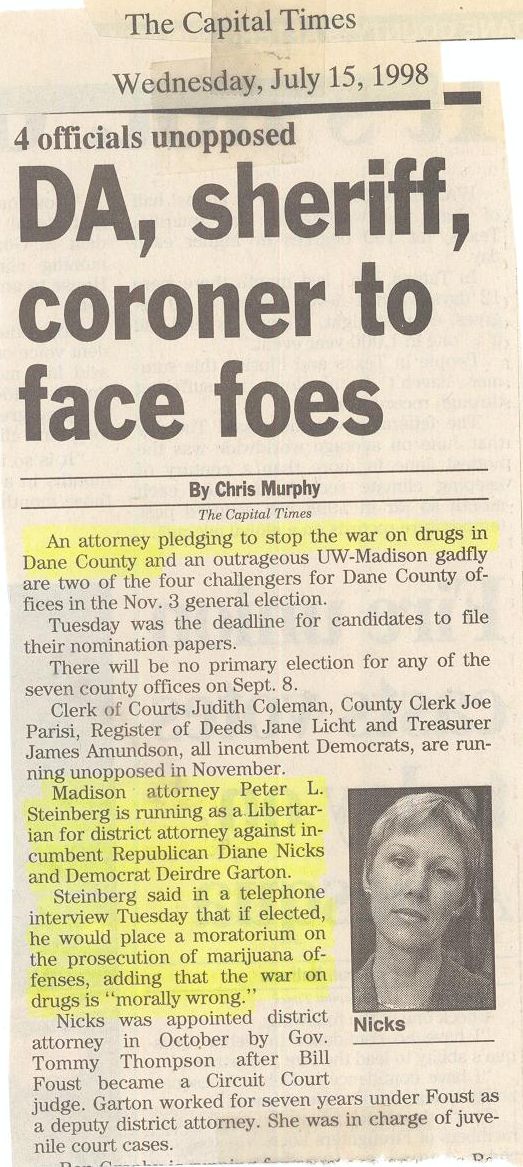 The Capital Times
Wednesday, July 15, 1998
4 officials unopposed
DA, sheriff,
coroner to
face foes
By Chris Murphy
The Capital Times
An attorney pledging to stop the war on drugs in
Dane County and an outrageous UW-Madison gadfly
are two of the four challengers for Dane County of-
fices in the Nov. 3 general election.
Tuesday was the deadline for candidates to file
their nomination papers.
There will be no primary election for any of the
seven county offices on Sept. 8.
Clerk of Courts Judith Coleman, County Clerk Joe
Parisi, Register of Deeds Jane Licht and Treasurer
James Amundson, all incumbent Democrats, are run-
ning unopposed in November.
Madison attorney Peter L.
Steinberg is running as a Libertar-
ian for district attorney against in-
cumbent Republican Diane Nicks
and Democrat Deirdre Garton.
Steinberg said in a telephone
interview Tuesday that if elected,
he would place a moratorium on
the prosecution of marijuana of-
fenses, adding that the war on
drugs is "morally wrong."
Nicks was appointed district
attorney in October by Gov.
Tommy Thompson after Bill
Foust became a Circuit Court
judge. Garton worked for seven years under Foust as
a deputy district attorney. She was in charge of juve-
nile court cases.
Nicks